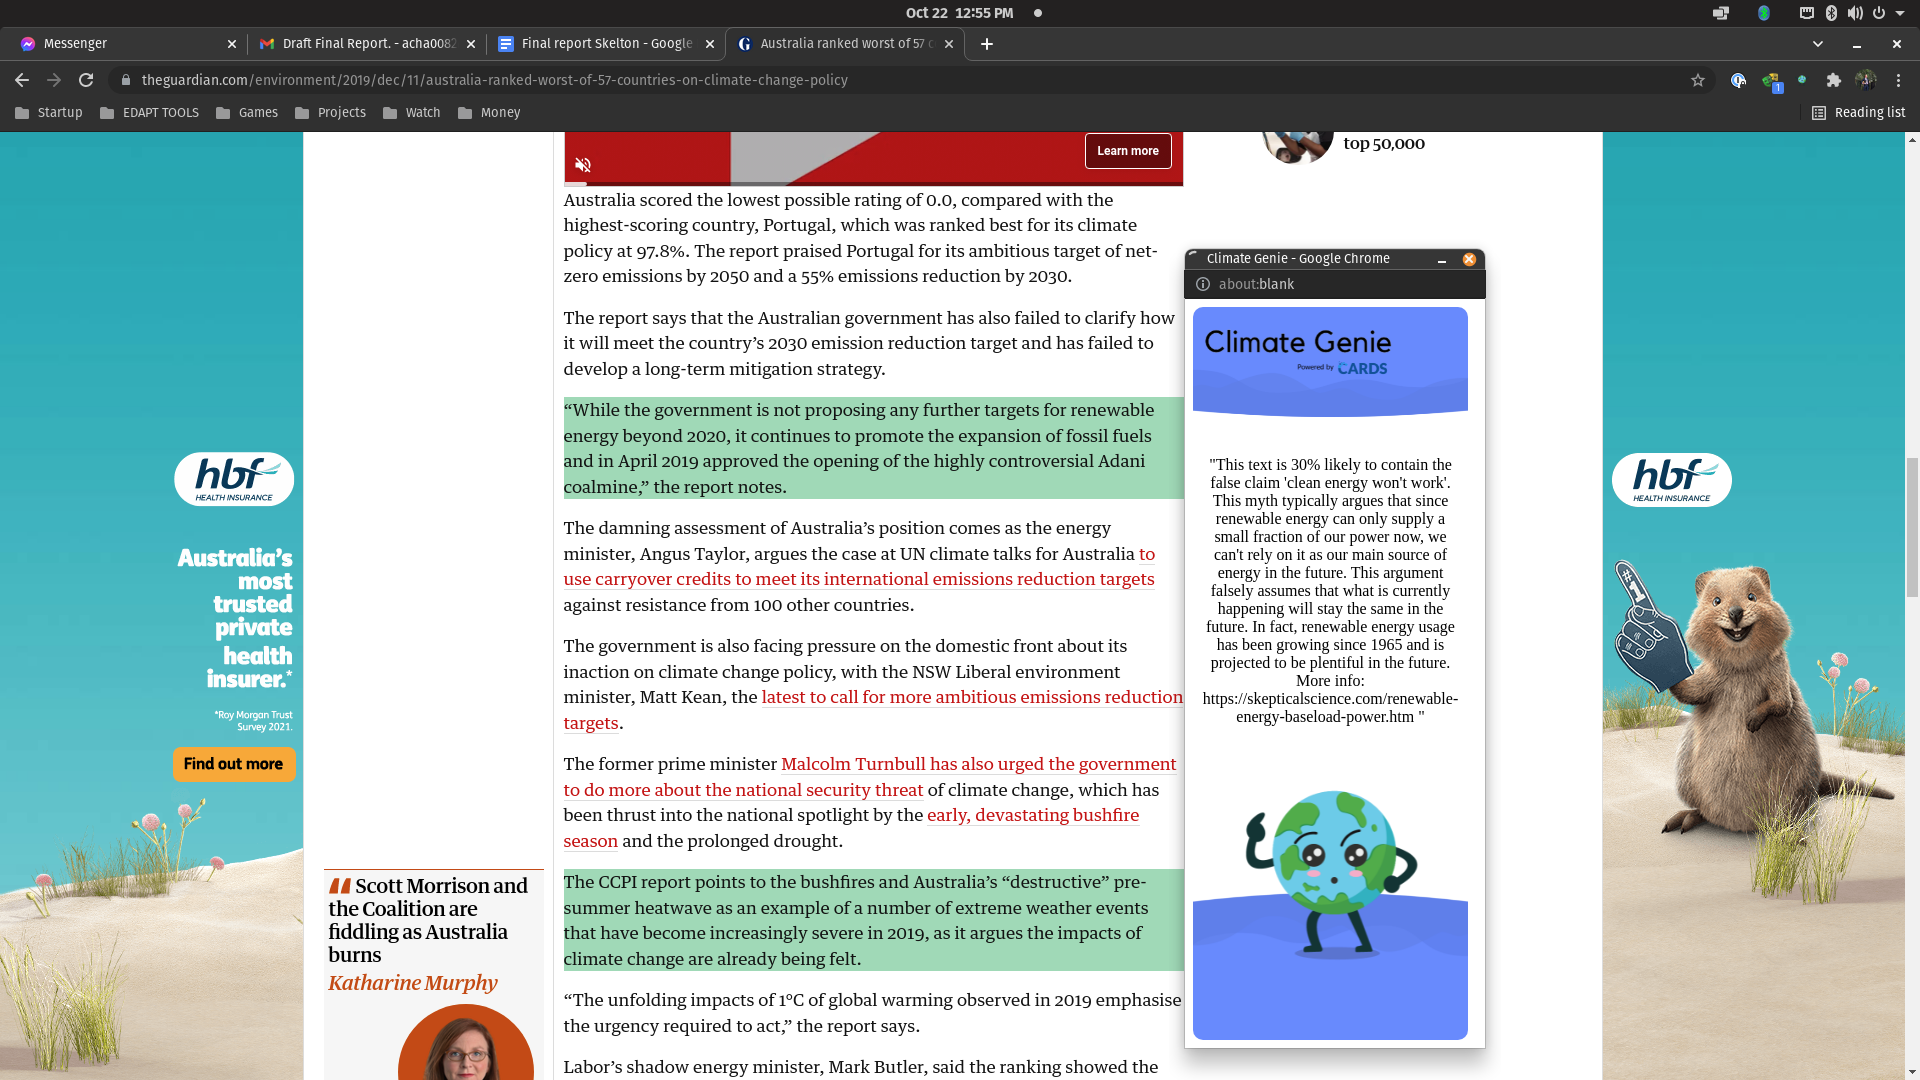 Oct 22  12:55 PM
Messenger
Draft Final Report. - acha0082
Final report Skelton - Google
Australia ranked worst of 57 c
theguardian.com/environment/2019/dec/11/australia-ranked-worst-of-57-countries-on-climate-change-policy
1
Startup
EDAPT TOOLS
Games
Projects
Watch
Money
Reading list
Learn more
top 50,000
Australia scored the lowest possible rating of 0.0, compared with the
highest-scoring country, Portugal, which was ranked best for its climate
policy at 97.8%. The report praised Portugal for its ambitious target of net-
zero emissions by 2050 and a 55% emissions reduction by 2030.
The report says that the Australian government has also failed to clarify how
it will meet the country’s 2030 emission reduction target and has failed to
develop a long-term mitigation strategy.
“While the government is not proposing any further targets for renewable
energy beyond 2020, it continues to promote the expansion of fossil fuels
and in April 2019 approved the opening of the highly controversial Adani
coalmine,” the report notes.
The damning assessment of Australia’s position comes as the energy
minister, Angus Taylor, argues the case at UN climate talks for Australia to
use carryover credits to meet its international emissions reduction targets
against resistance from 100 other countries.
The government is also facing pressure on the domestic front about its
inaction on climate change policy, with the NSW Liberal environment
minister, Matt Kean, the latest to call for more ambitious emissions reduction
targets.
The former prime minister Malcolm Turnbull has also urged the government
to do more about the national security threat of climate change, which has
been thrust into the national spotlight by the early, devastating bushfire
season and the prolonged drought.
The CCPI report points to the bushfires and Australia’s “destructive” pre-
summer heatwave as an example of a number of extreme weather events
that have become increasingly severe in 2019, as it argues the impacts of
climate change are already being felt.
“The unfolding impacts of 1°C of global warming observed in 2019 emphasise
the urgency required to act,” the report says.
Labor’s shadow energy minister, Mark Butler, said the ranking showed the
Climate Genie - Google Chrome
about:blank
Climate Genie
Powered by CARDS
"This text is 30% likely to contain the
false claim 'clean energy won't work'.
This myth typically argues that since
renewable energy can only supply a
small fraction of our power now, we
can't rely on it as our main source of
energy in the future. This argument
falsely assumes that what is currently
happening will stay the same in the
future. In fact, renewable energy usage
has been growing since 1965 and is
projected to be plentiful in the future.
More info:
https://skepticalscience.com/renewable-
energy-baseload-power.htm "
hbf
HEALTH INSURANCE
Australia’s
most
trusted
private
health
insurer.*
*Roy Morgan Trust
Survey 2021.
Find out more
Scott Morrison and
the Coalition are
fiddling as Australia
burns
Katharine Murphy
hbf
HEALTH INSURANCE
#1